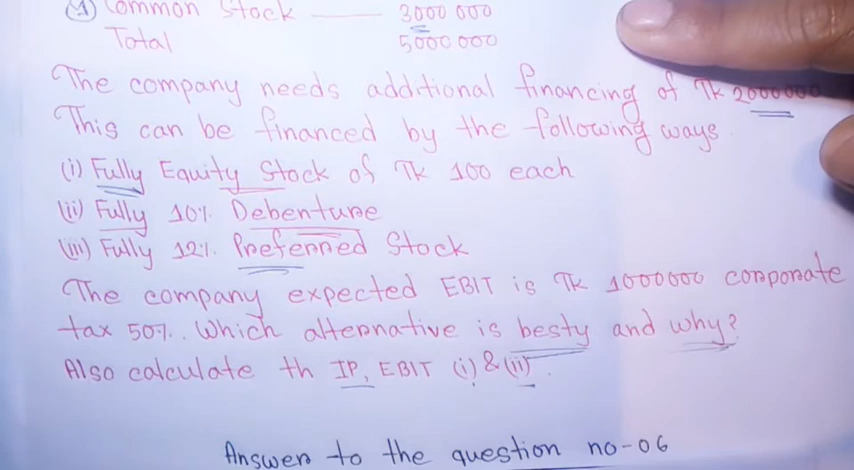 (1) Common Stock — 3000 000
Total 5000 000
The company needs additional financing of Tk 2000000
This can be financed by the following ways.
(i) Fully Equity Stock of Tk 100 each
(ii) Fully 10% Debenture
(iii) Fully 12% Preferred Stock
The company expected EBIT is Tk 1000000 corporate
tax 50%. Which alternative is besty and why?
Also calculate th IP, EBIT (i) & (ii).
Answer to the question no-06